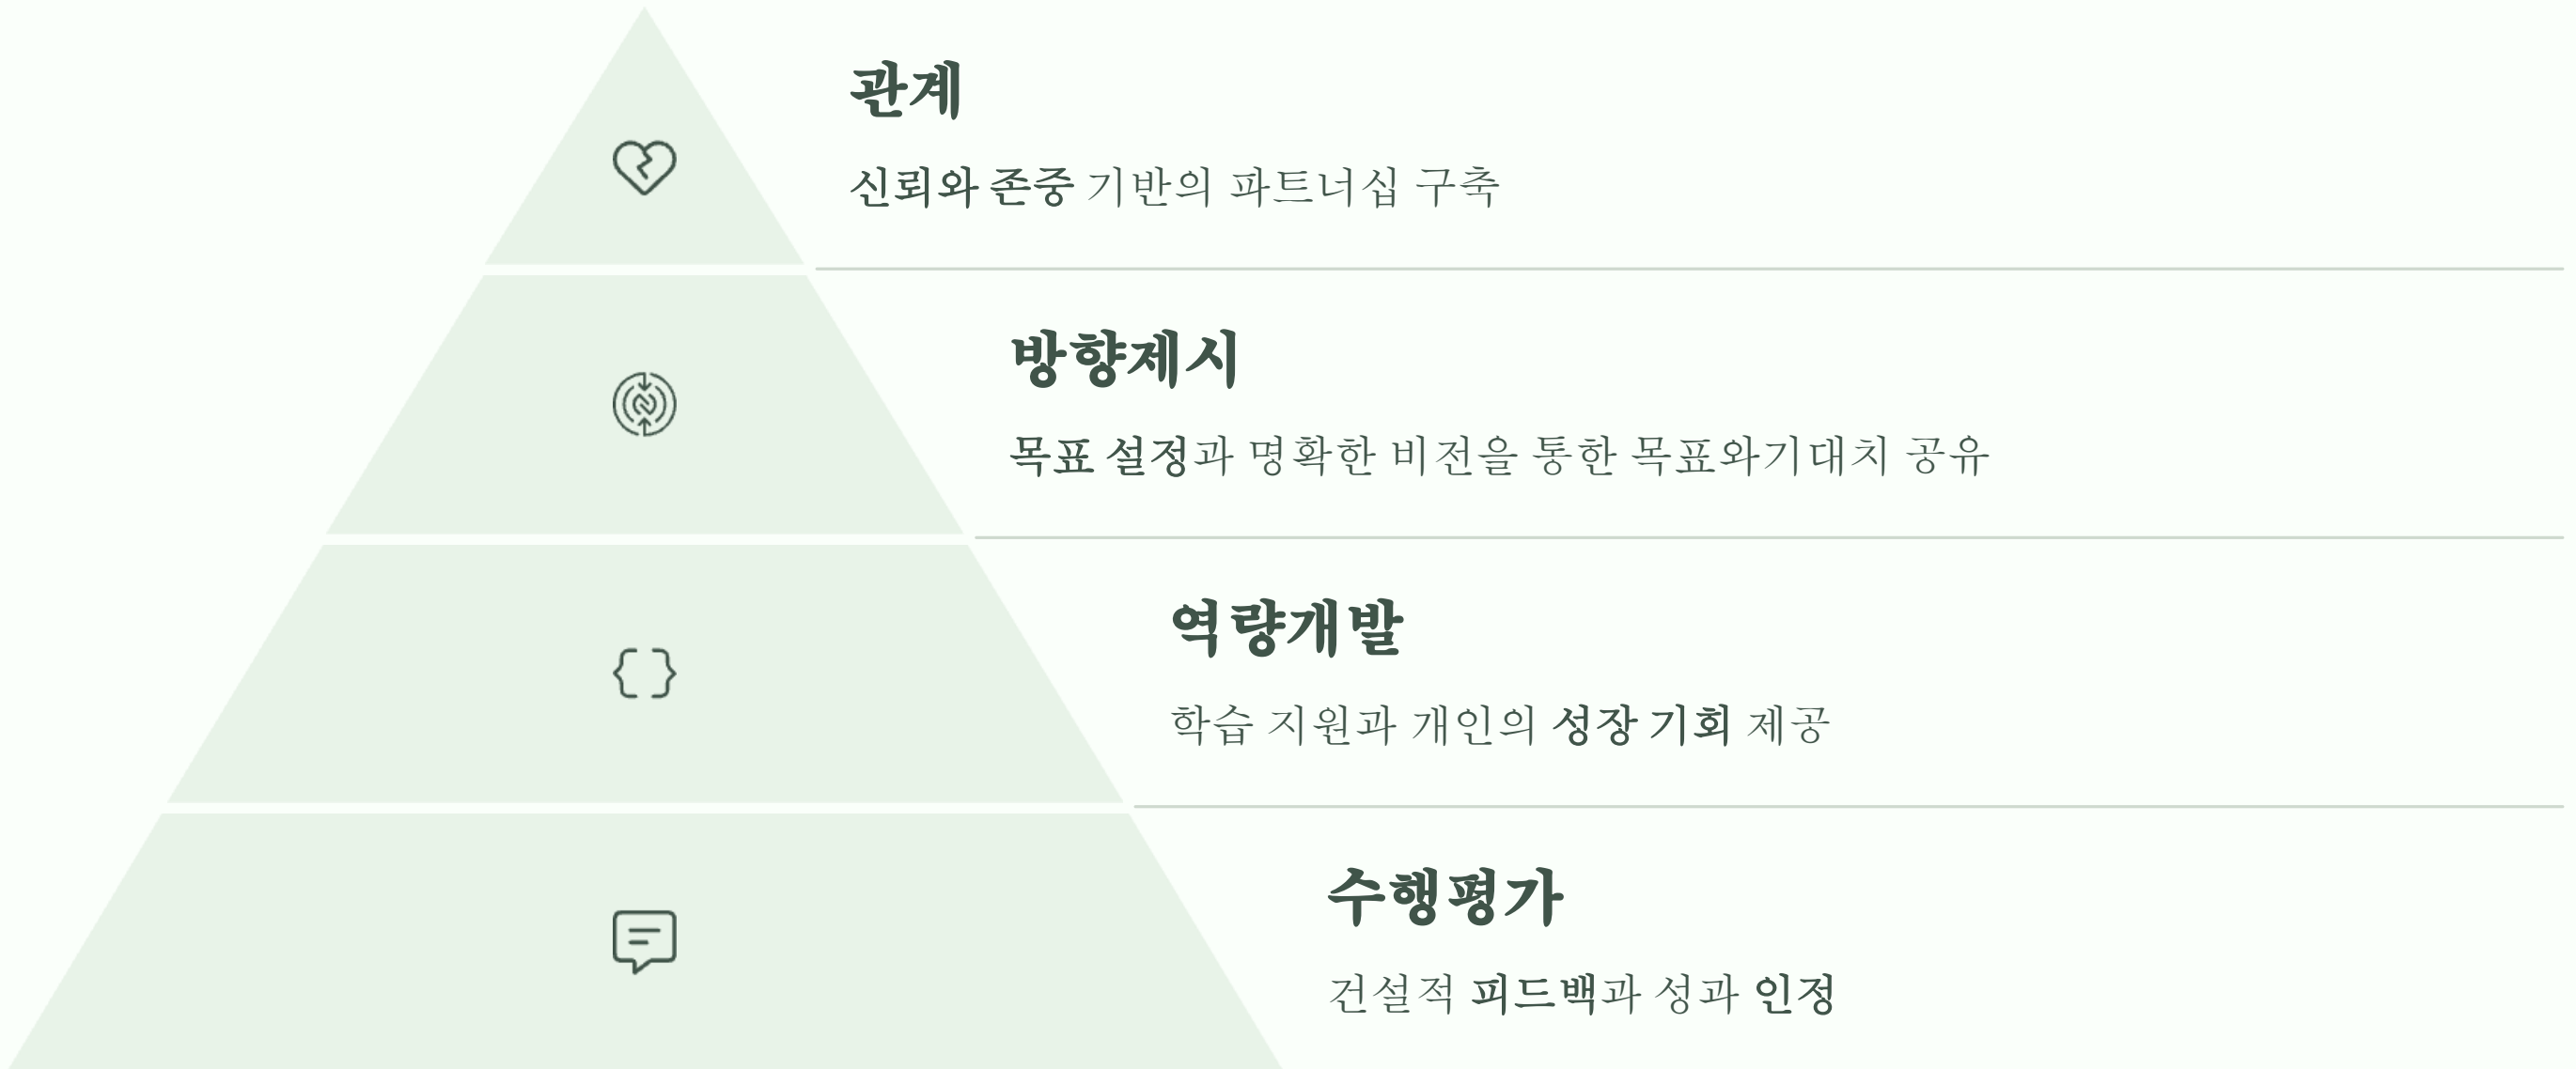 관계
신뢰와 존중 기반의 파트너십 구축
방향제시
목표 설정과 명확한 비전을 통한 목표와기대치 공유
역량개발
학습 지원과 개인의 성장 기회 제공
수행평가
건설적 피드백과 성과 인정